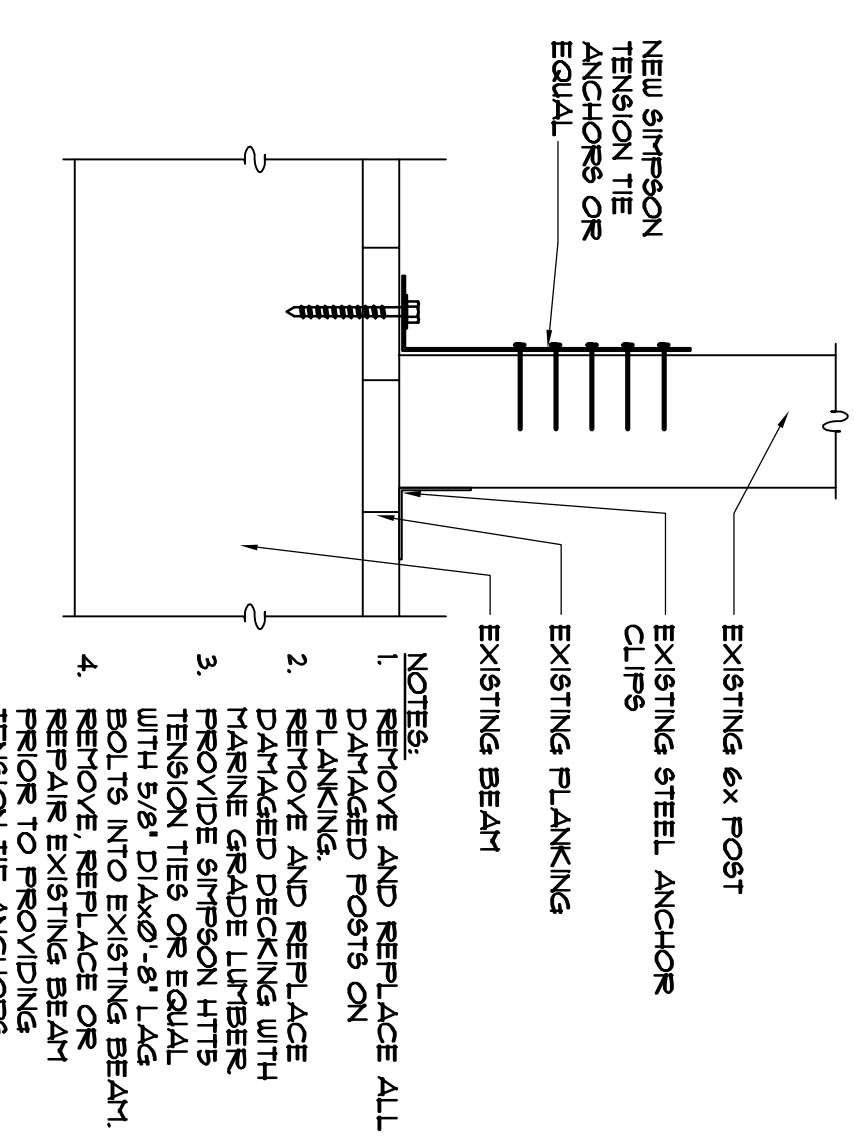 NEW SIMPSON
TENSION TIE
ANCHORS OR
EQUAL
EXISTING 6x POST
EXISTING STEEL ANCHOR
CLIPS
EXISTING PLANKING
EXISTING BEAM
NOTES:
1. REMOVE AND REPLACE ALL
DAMAGED POSTS ON
PLANKING.
2. REMOVE AND REPLACE
DAMAGED DECKING WITH
MARINE GRADE LUMBER
3. PROVIDE SIMPSON HTT5
TENSION TIES OR EQUAL
WITH 5/8" DIAx0'-8" LAG
BOLTS INTO EXISTING BEAM.
4. REMOVE, REPLACE OR
REPAIR EXISTING BEAM
PRIOR TO PROVIDING
TENSION TIE ANCHORS